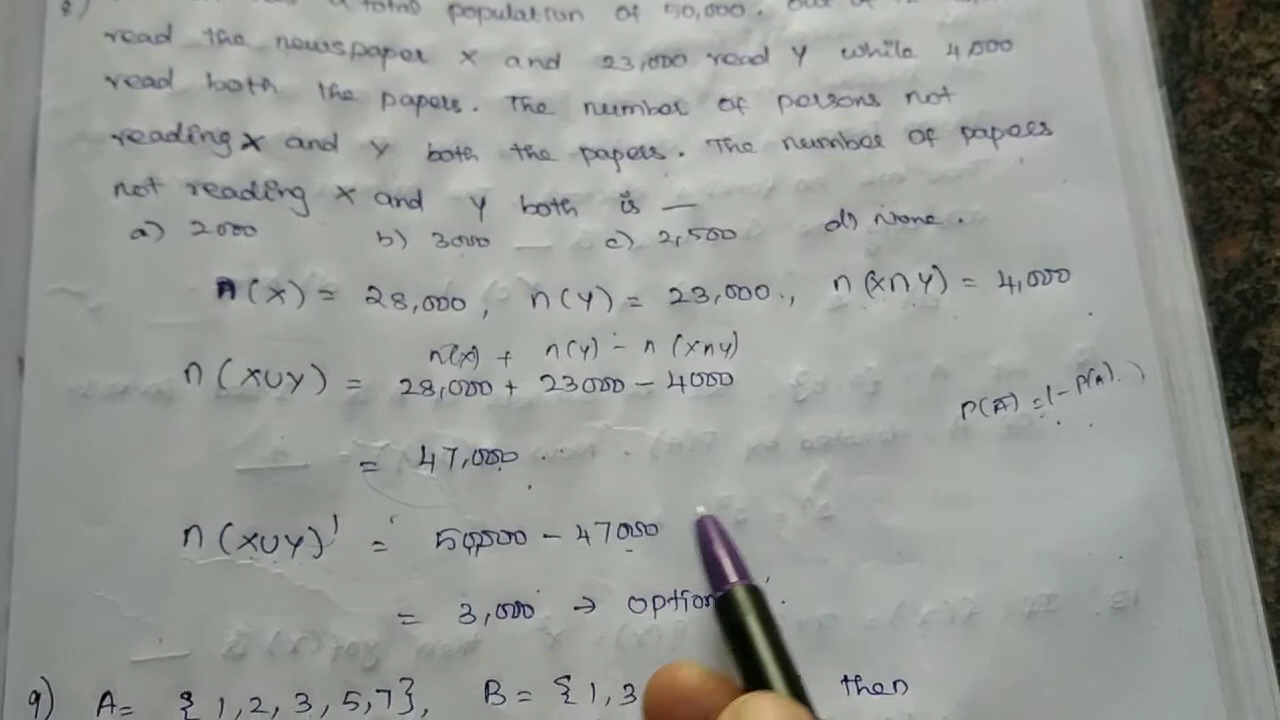 8) a total population of 50,000. Out of
read the newspaper X and 23,000 read Y while 4,000
read both the papers. The number of persons not
reading X and Y both the papers. The number of papers
not reading X and Y both is —
a) 2000 b) 3000 c) 2,500 d) None.
n(X) = 28,000, n(Y) = 23,000., n(X∩Y) = 4,000
n(X) + n(Y) - n(X∩Y)
n(X∪Y) = 28,000 + 23000 - 4000
P(A̅) = 1 - P(A).
= 47,000
n(X∪Y)' = 50,000 - 47000
= 3,000 → option
9) A = {1,2,3,5,7}, B = {1,3 then